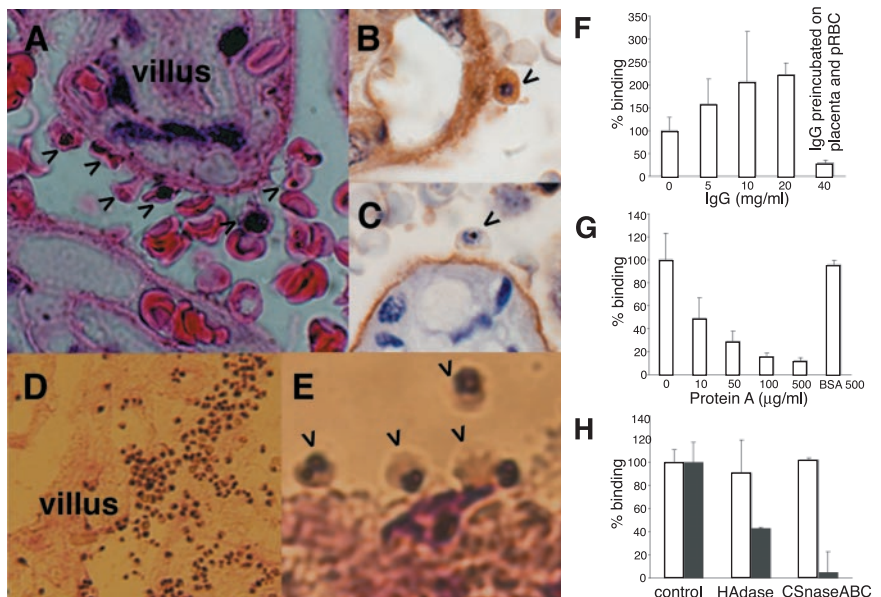 A
villus
B
C
D
villus
E
F
% binding
350
300
250
200
150
100
50
0
IgG preincubated on
placenta and pRBC
0 5 10 20 40
IgG (mg/ml)
G
% binding
140
120
100
80
60
40
20
0
0 10 50 100 500 BSA 500
Protein A (μg/ml)
H
% binding
140
120
100
80
60
40
20
0
control HAdase CSnaseABC